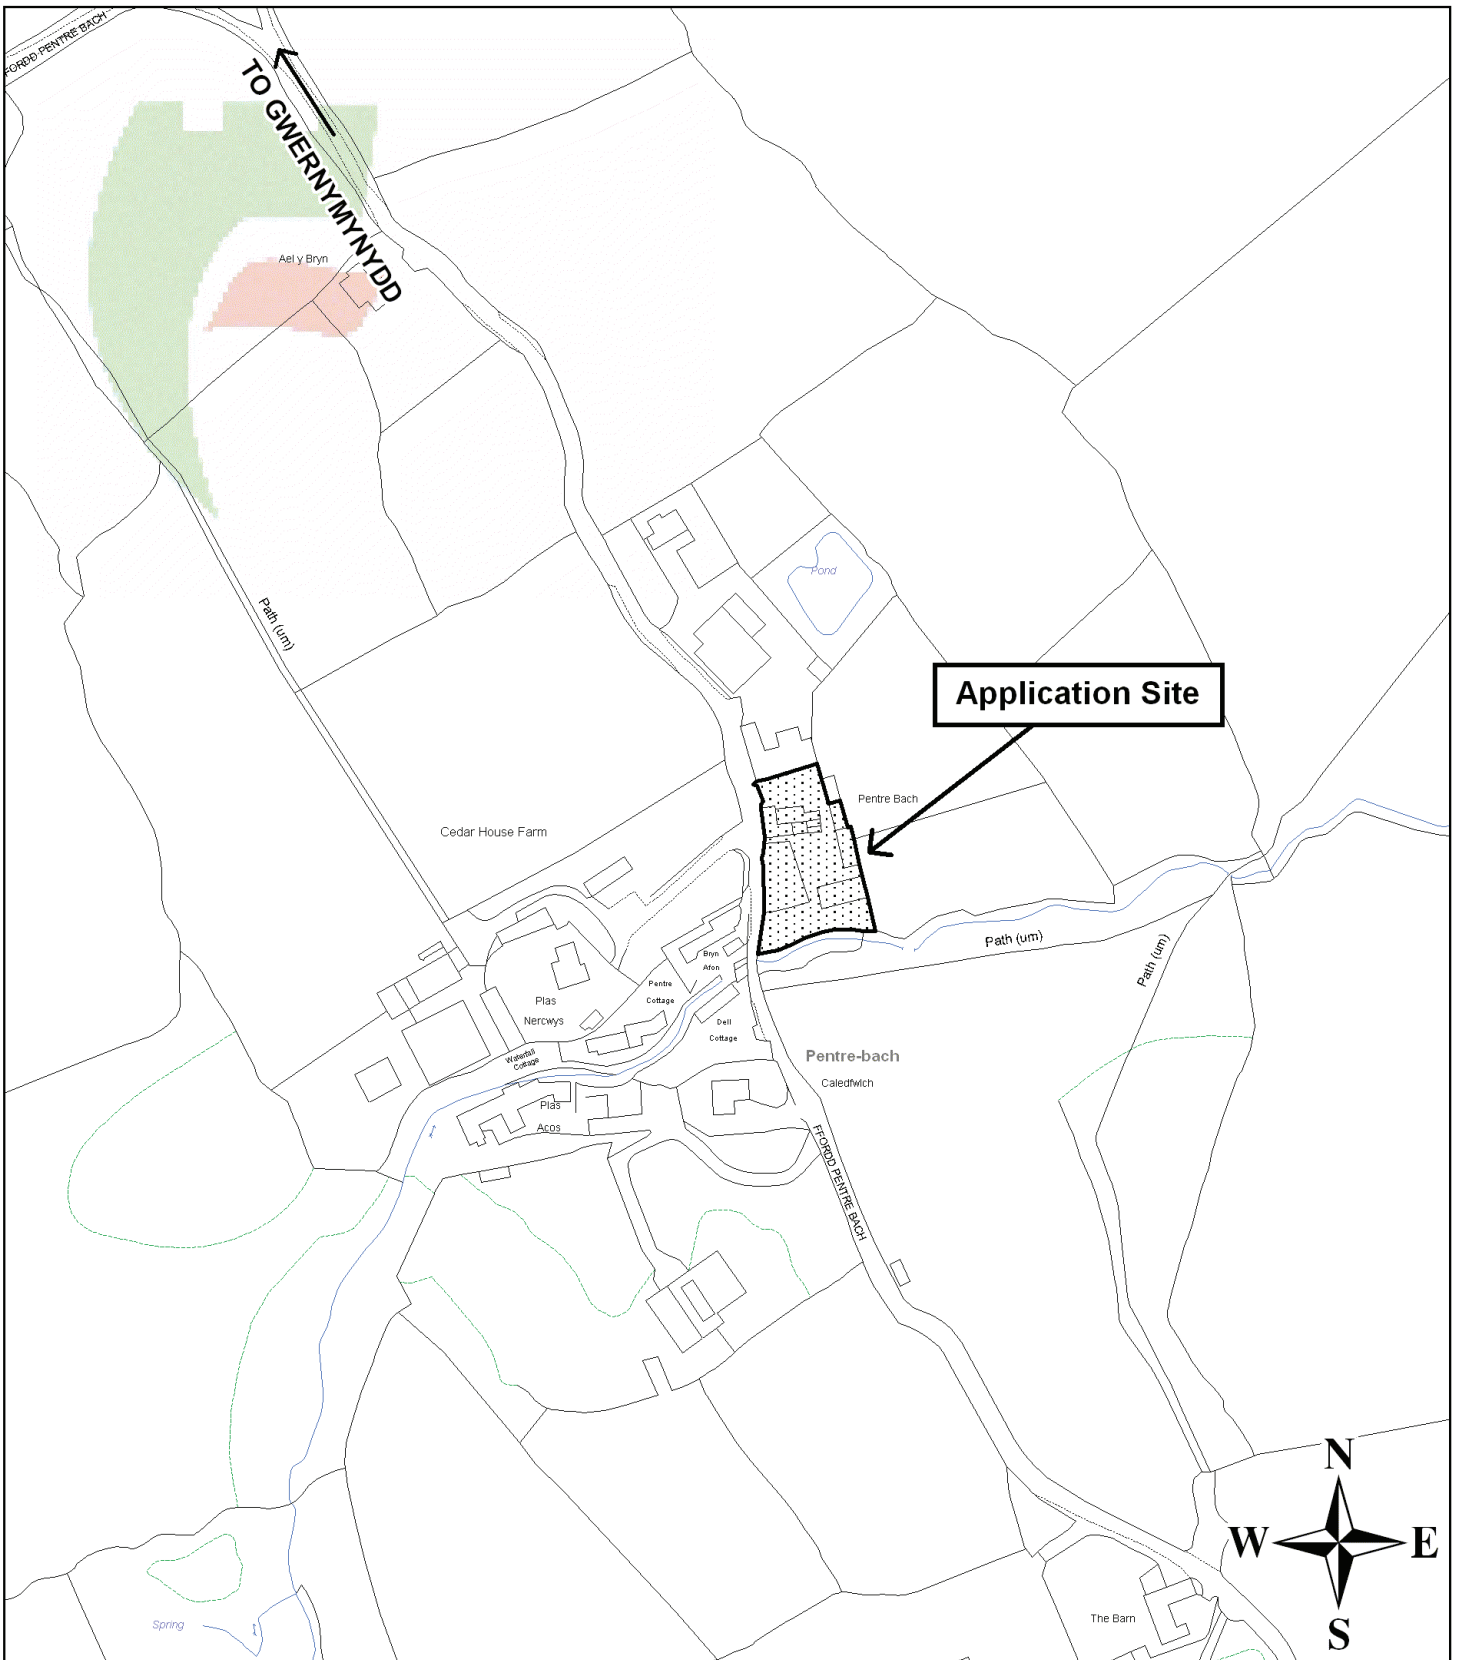 FORDD PENTRE BACH
TO GWERNYMYNYDD
Ael y Bryn
Path (um)
Pond
Application Site
Pentre Bach
Cedar House Farm
Path (um)
Path (um)
Bryn
Afon
Pentre
Cottage
Plas
Nercwys
Dell
Cottage
Waterfall
Cottage
Pentre-bach
Caledfwlch
Plas
Acos
FFORDD PENTRE BACH
N
W
E
S
The Barn
Spring